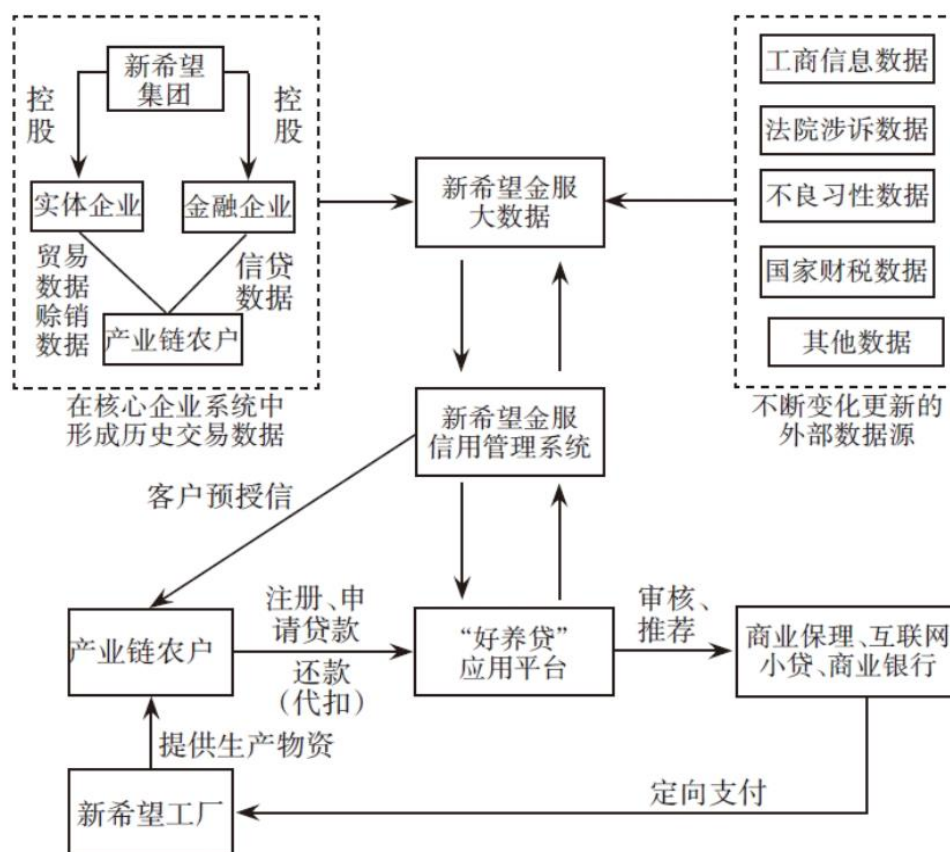 新希望
集团
控
股
控
股
实体企业
金融企业
贸易
数据
赊销
数据
信贷
数据
产业链农户
在核心企业系统中
形成历史交易数据
新希望金服
大数据
工商信息数据
法院涉诉数据
不良习性数据
国家财税数据
其他数据
不断变化更新的
外部数据源
新希望金服
信用管理系统
客户预授信
产业链农户
注册、申
请贷款
还款
(代扣)
“好养贷”
应用平台
审核、
推荐
商业保理、互联网
小贷、商业银行
提供生产物资
新希望工厂
定向支付